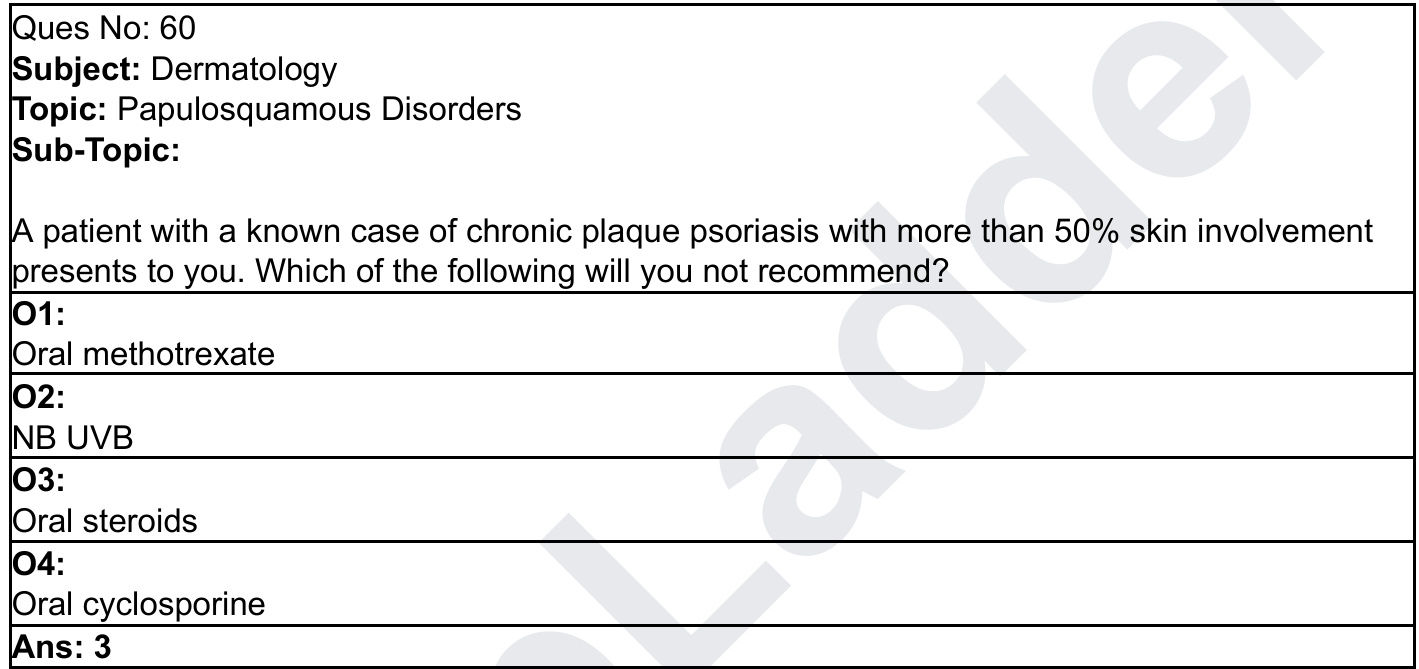 Ques No: 60
Subject: Dermatology
Topic: Papulosquamous Disorders
Sub-Topic:
A patient with a known case of chronic plaque psoriasis with more than 50% skin involvement
presents to you. Which of the following will you not recommend?
O1:
Oral methotrexate
O2:
NB UVB
O3:
Oral steroids
O4:
Oral cyclosporine
Ans: 3